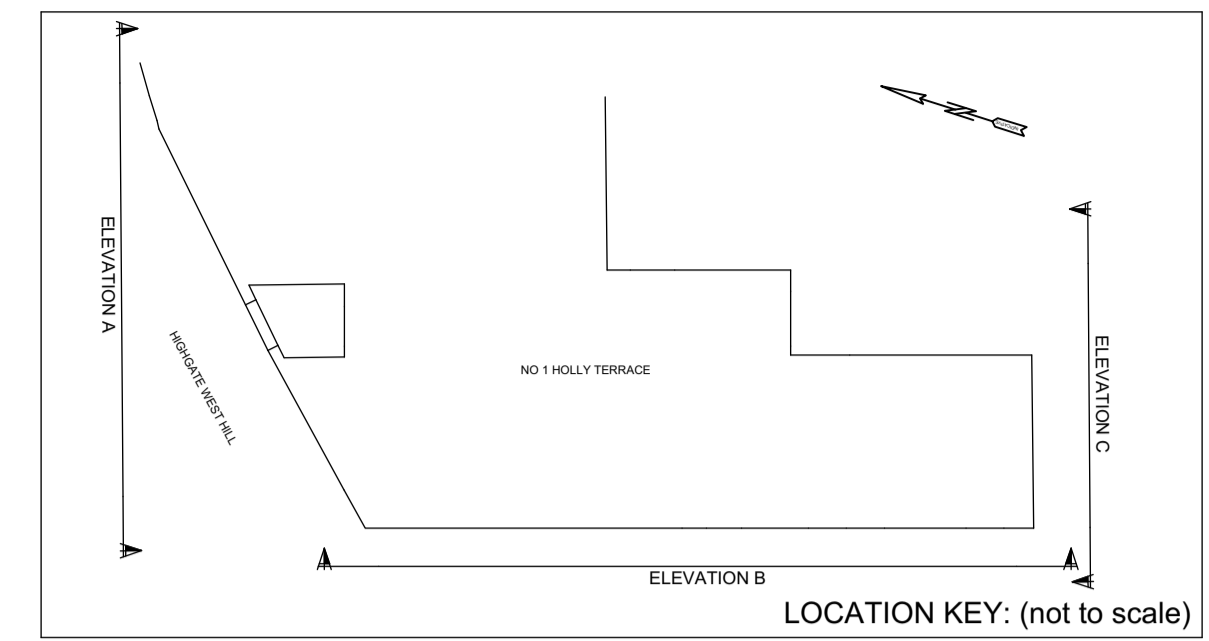 ELEVATION A
HIGHGATE WEST HILL
NO 1 HOLLY TERRACE
ELEVATION C
ELEVATION B
LOCATION KEY: (not to scale)